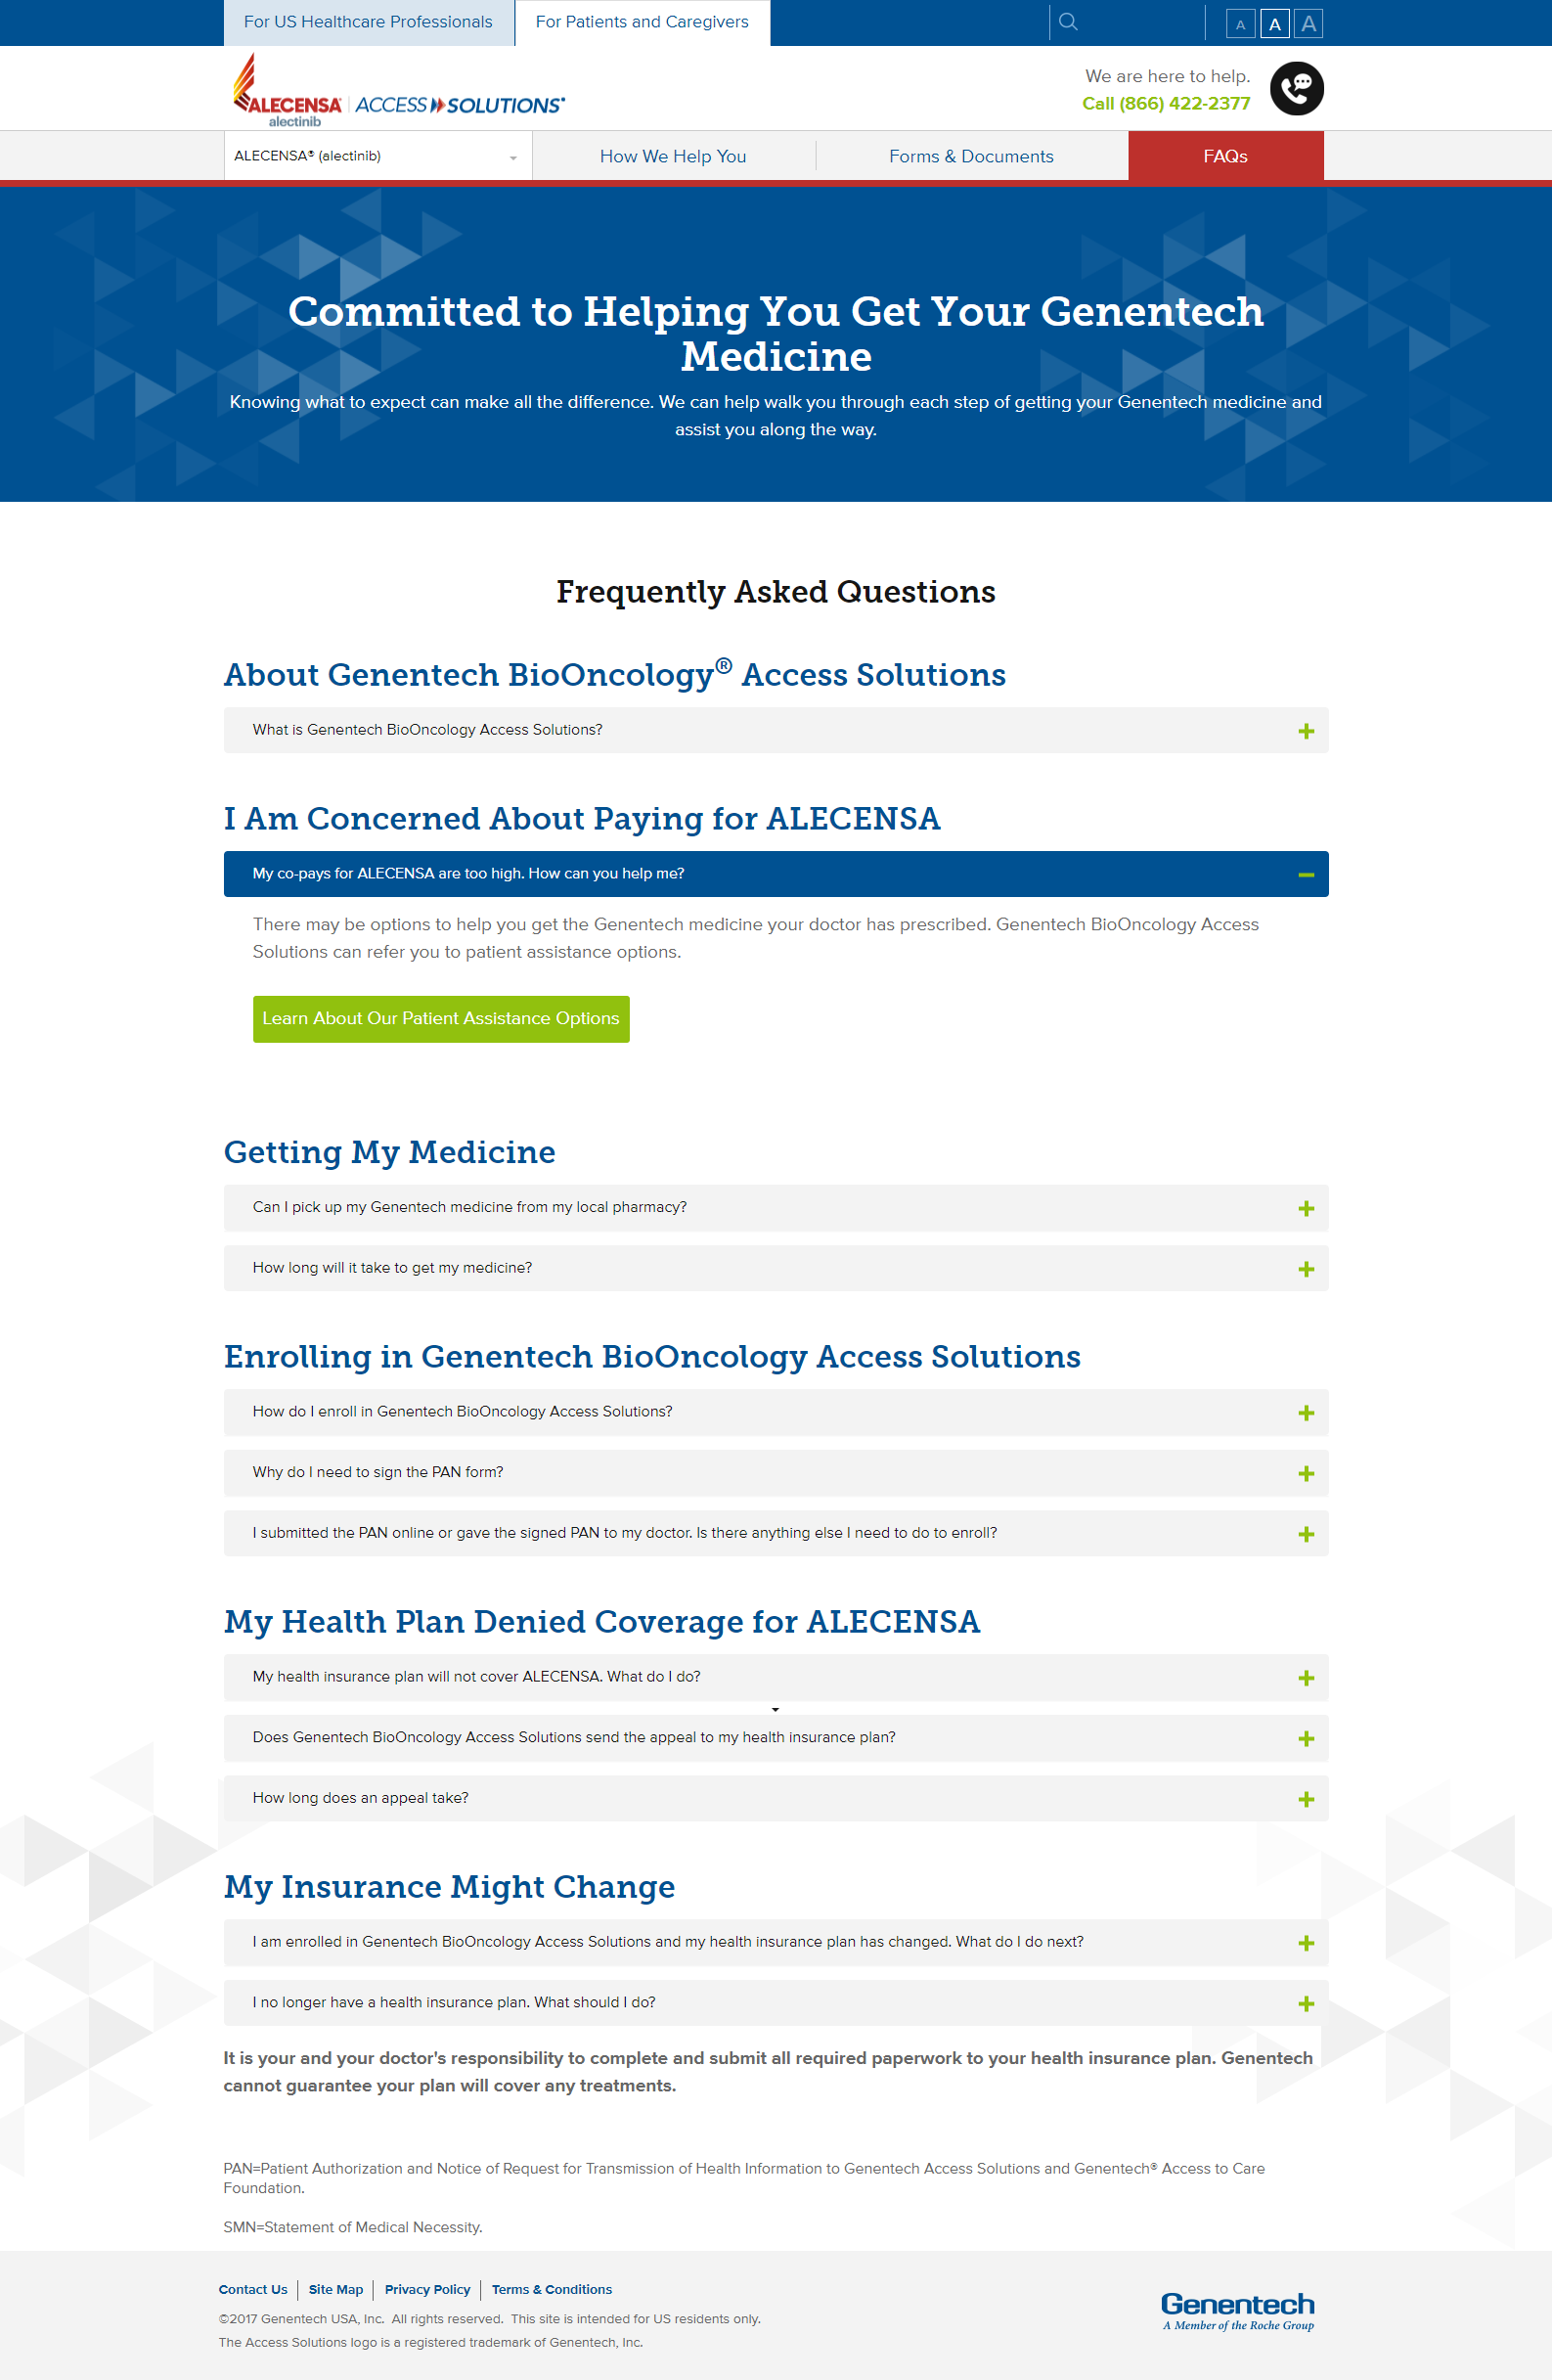 For US Healthcare Professionals
For Patients and Caregivers
A A A
ALECENSA® ACCESS SOLUTIONS®
alectinib
We are here to help.
Call (866) 422-2377
ALECENSA® (alectinib)
How We Help You
Forms & Documents
FAQs
Committed to Helping You Get Your Genentech
Medicine
Knowing what to expect can make all the difference. We can help walk you through each step of getting your Genentech medicine and
assist you along the way.
Frequently Asked Questions
About Genentech BioOncology® Access Solutions
What is Genentech BioOncology Access Solutions?
I Am Concerned About Paying for ALECENSA
My co-pays for ALECENSA are too high. How can you help me?
There may be options to help you get the Genentech medicine your doctor has prescribed. Genentech BioOncology Access
Solutions can refer you to patient assistance options.
Learn About Our Patient Assistance Options
Getting My Medicine
Can I pick up my Genentech medicine from my local pharmacy?
How long will it take to get my medicine?
Enrolling in Genentech BioOncology Access Solutions
How do I enroll in Genentech BioOncology Access Solutions?
Why do I need to sign the PAN form?
I submitted the PAN online or gave the signed PAN to my doctor. Is there anything else I need to do to enroll?
My Health Plan Denied Coverage for ALECENSA
My health insurance plan will not cover ALECENSA. What do I do?
Does Genentech BioOncology Access Solutions send the appeal to my health insurance plan?
How long does an appeal take?
My Insurance Might Change
I am enrolled in Genentech BioOncology Access Solutions and my health insurance plan has changed. What do I do next?
I no longer have a health insurance plan. What should I do?
It is your and your doctor's responsibility to complete and submit all required paperwork to your health insurance plan. Genentech
cannot guarantee your plan will cover any treatments.
PAN=Patient Authorization and Notice of Request for Transmission of Health Information to Genentech Access Solutions and Genentech® Access to Care
Foundation.
SMN=Statement of Medical Necessity.
Contact Us
Site Map
Privacy Policy
Terms & Conditions
©2017 Genentech USA, Inc. All rights reserved. This site is intended for US residents only.
The Access Solutions logo is a registered trademark of Genentech, Inc.
Genentech
A Member of the Roche Group